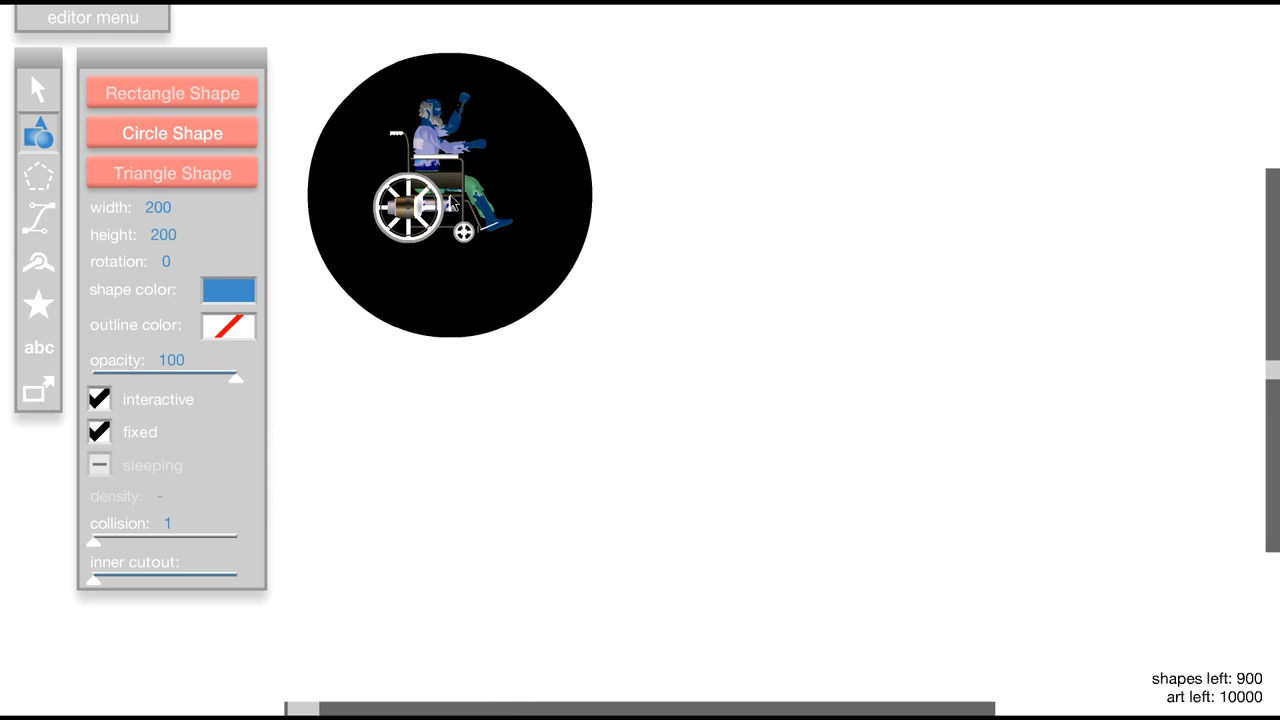 editor menu
Rectangle Shape
Circle Shape
Triangle Shape
width: 200
height: 200
rotation: 0
shape color:
outline color:
opacity: 100
interactive
fixed
sleeping
density: -
collision: 1
inner cutout:
abc
shapes left: 900
art left: 10000